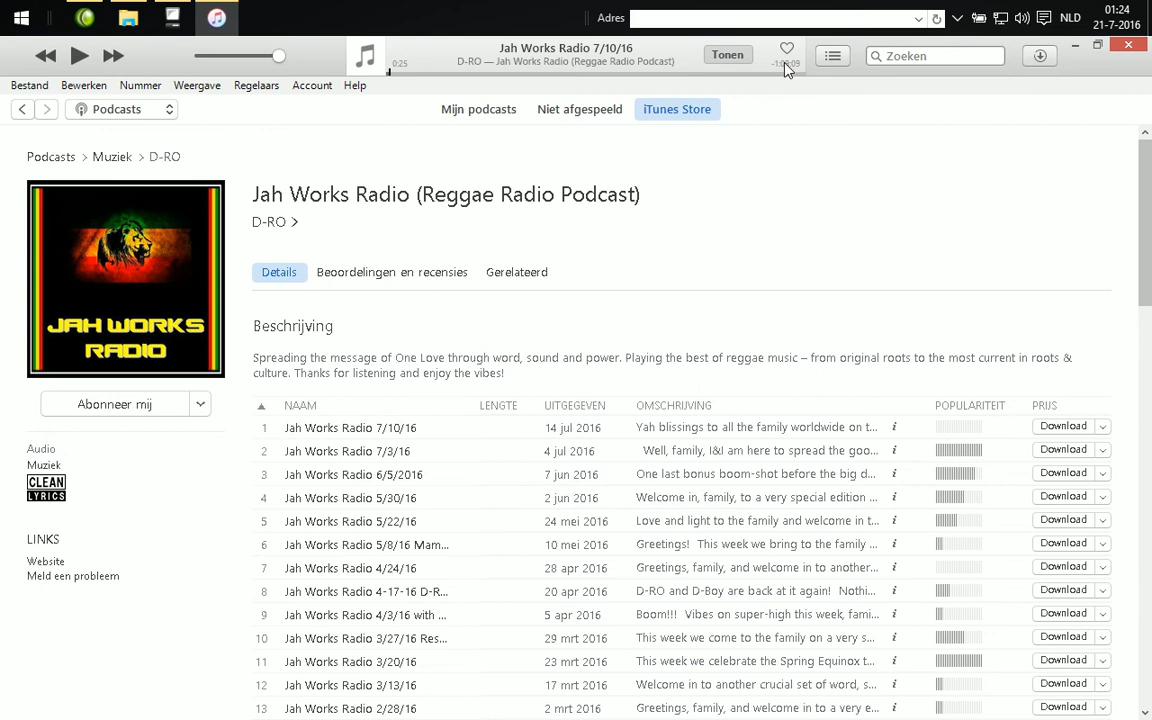 Adres
NLD
01:24
21-7-2016
Jah Works Radio 7/10/16
D-RO — Jah Works Radio (Reggae Radio Podcast)
0:25
Tonen
Zoeken
Bestand Bewerken Nummer Weergave Regelaars Account Help
Podcasts
Mijn podcasts Niet afgespeeld iTunes Store
Podcasts > Muziek > D-RO
JAH WORKS
RADIO
Jah Works Radio (Reggae Radio Podcast)
D-RO >
Details Beoordelingen en recensies Gerelateerd
Beschrijving
Spreading the message of One Love through word, sound and power. Playing the best of reggae music – from original roots to the most current in roots &
culture. Thanks for listening and enjoy the vibes!
Abonneer mij
Audio
Muziek
CLEAN
LYRICS
LINKS
Website
Meld een probleem
NAAM LENGTE UITGEGEVEN OMSCHRIJVING POPULARITEIT PRIJS
1 Jah Works Radio 7/10/16 14 jul 2016 Yah blissings to all the family worldwide on t... i Download
2 Jah Works Radio 7/3/16 4 jul 2016 Well, family, I&I am here to spread the goo... i Download
3 Jah Works Radio 6/5/2016 7 jun 2016 One last bonus boom-shot before the big d... i Download
4 Jah Works Radio 5/30/16 2 jun 2016 Welcome in, family, to a very special edition ... i Download
5 Jah Works Radio 5/22/16 24 mei 2016 Love and light to the family and welcome in t... i Download
6 Jah Works Radio 5/8/16 Mam... 10 mei 2016 Greetings! This week we bring to the family ... i Download
7 Jah Works Radio 4/24/16 28 apr 2016 Greetings, family, and welcome in to another... i Download
8 Jah Works Radio 4-17-16 D-R... 20 apr 2016 D-RO and D-Boy are back at it again! Nothi... i Download
9 Jah Works Radio 4/3/16 with ... 5 apr 2016 Boom!!! Vibes on super-high this week, fami... i Download
10 Jah Works Radio 3/27/16 Res... 29 mrt 2016 This week we come to the family on a very s... i Download
11 Jah Works Radio 3/20/16 23 mrt 2016 This week we celebrate the Spring Equinox t... i Download
12 Jah Works Radio 3/13/16 17 mrt 2016 Welcome in to another crucial set of word, s... i Download
13 Jah Works Radio 2/28/16 2 mrt 2016 Greetings, family, and welcome in to a very e... i Download